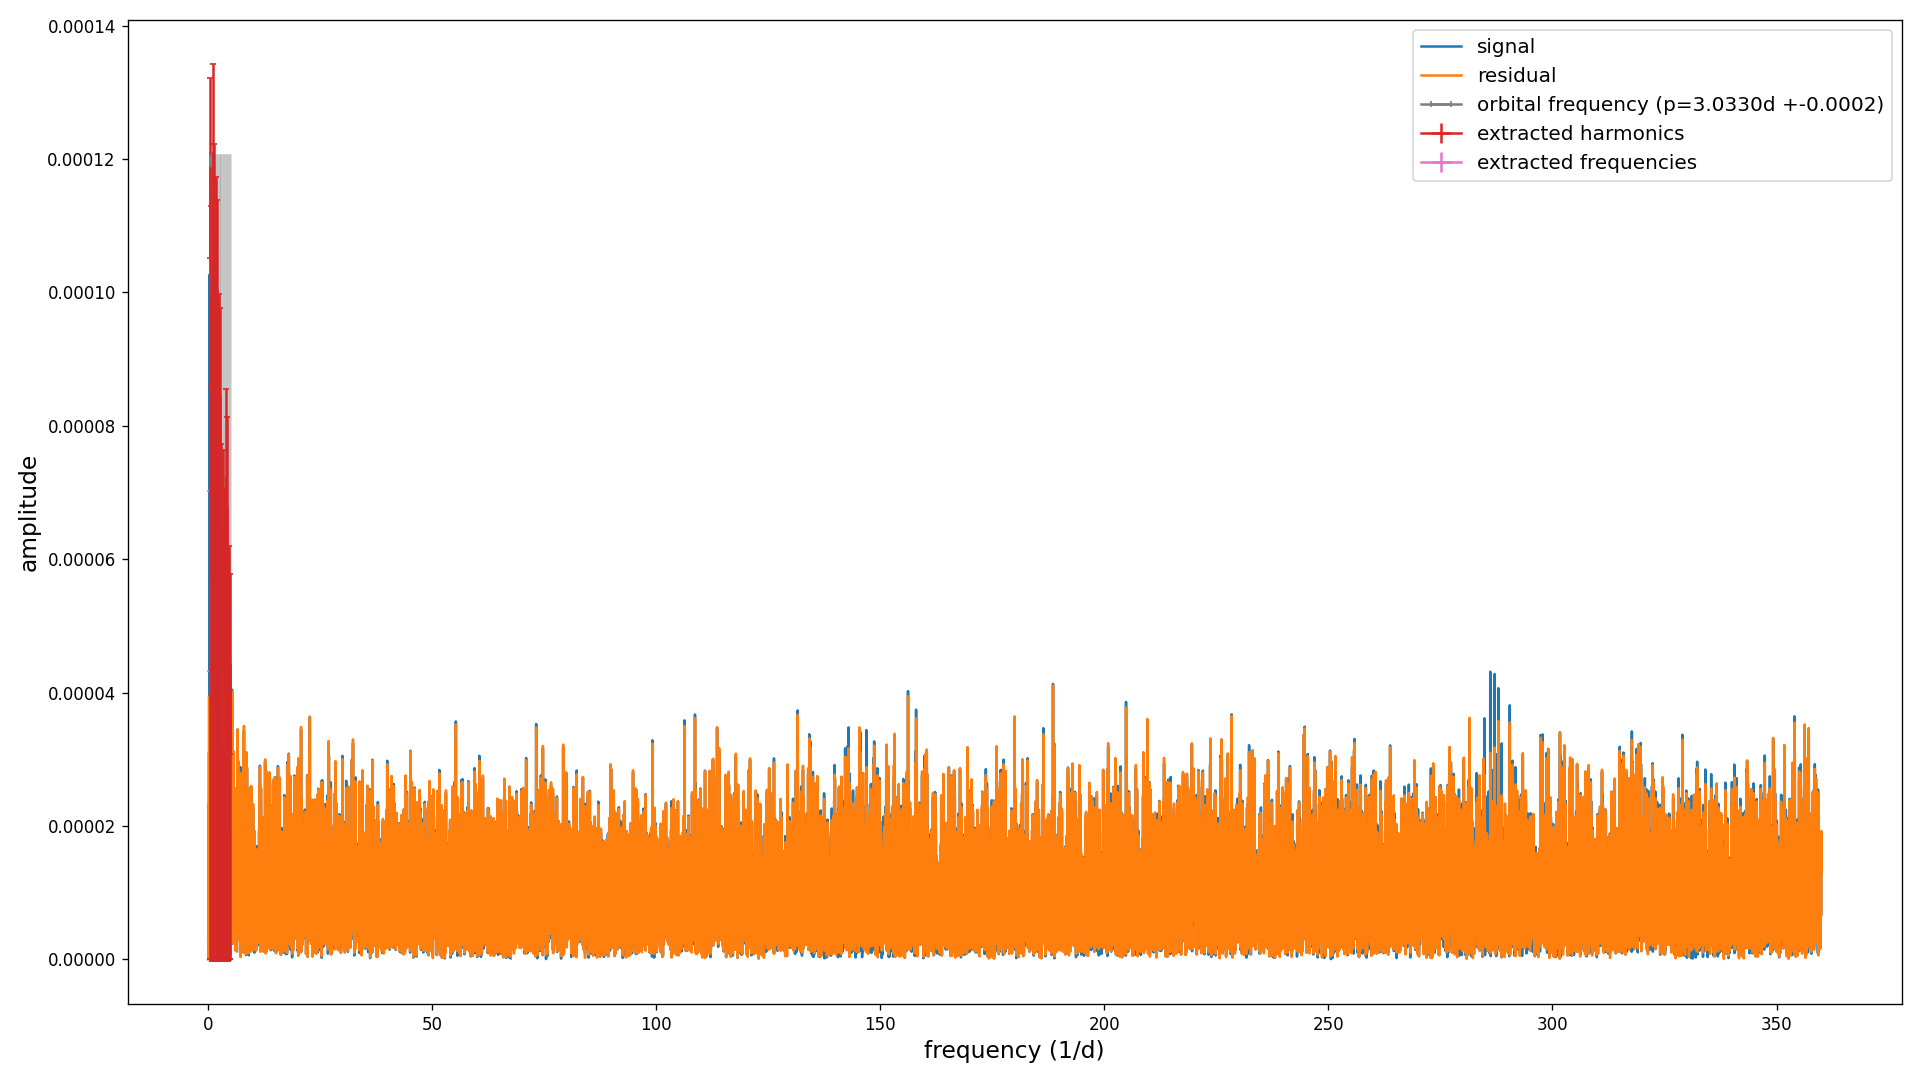 0.00014
0.00012
0.00010
0.00008
0.00006
0.00004
0.00002
0.00000
amplitude
signal
residual
orbital frequency (p=3.0330d +-0.0002)
extracted harmonics
extracted frequencies
0 50 100 150 200 250 300 350
frequency (1/d)